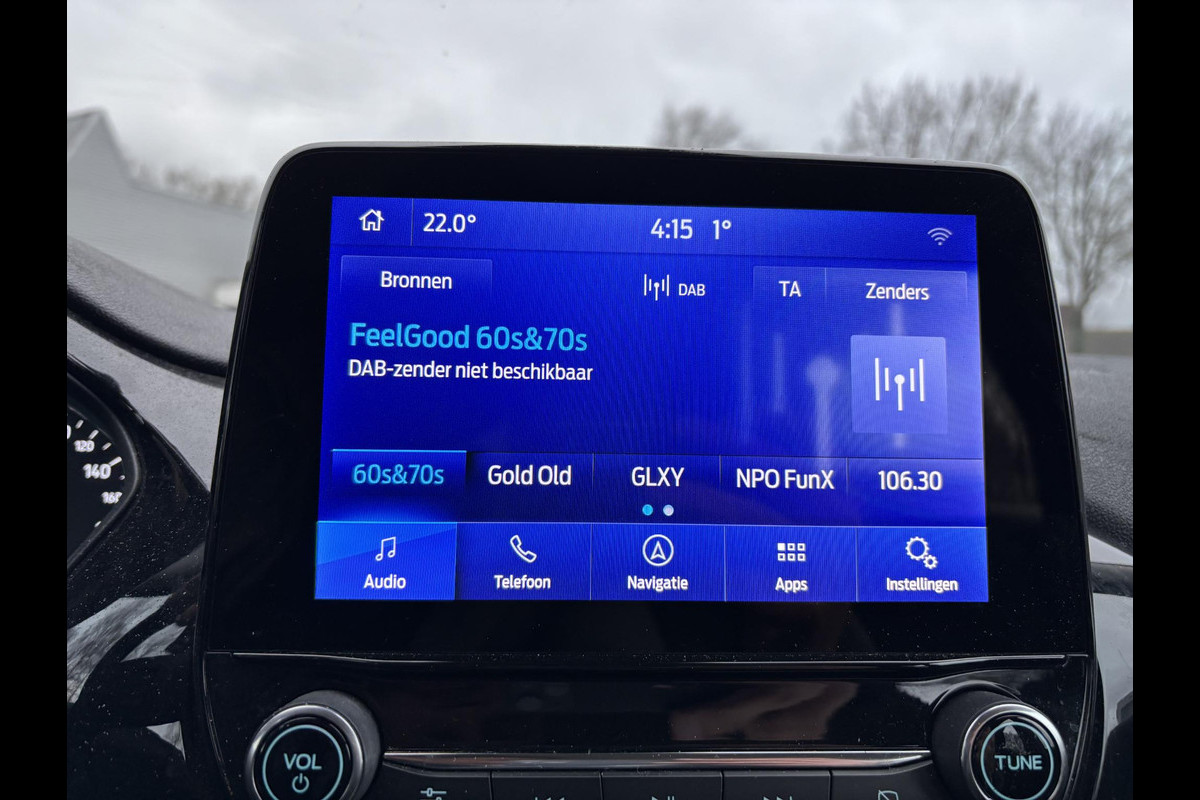 22.0°
4:15 1°
Bronnen
DAB
TA
Zenders
FeelGood 60s&70s
DAB-zender niet beschikbaar
60s&70s
Gold Old
GLXY
NPO FunX
106.30
Audio
Telefoon
Navigatie
Apps
Instellingen
120
140
160
VOL
TUNE